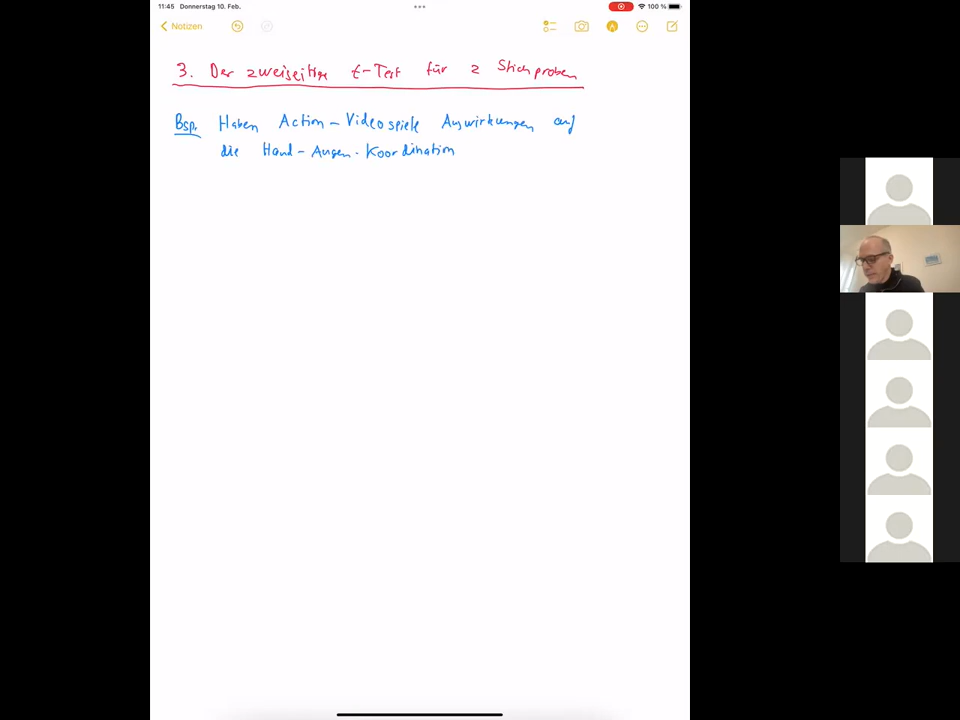 11:45 Donnerstag 10. Feb.
100 %
Notizen
3. Der zweiseitige t-Test für 2 Stichproben
Bsp. Haben Action-Videospiele Auswirkungen auf
die Hand-Augen-Koordination